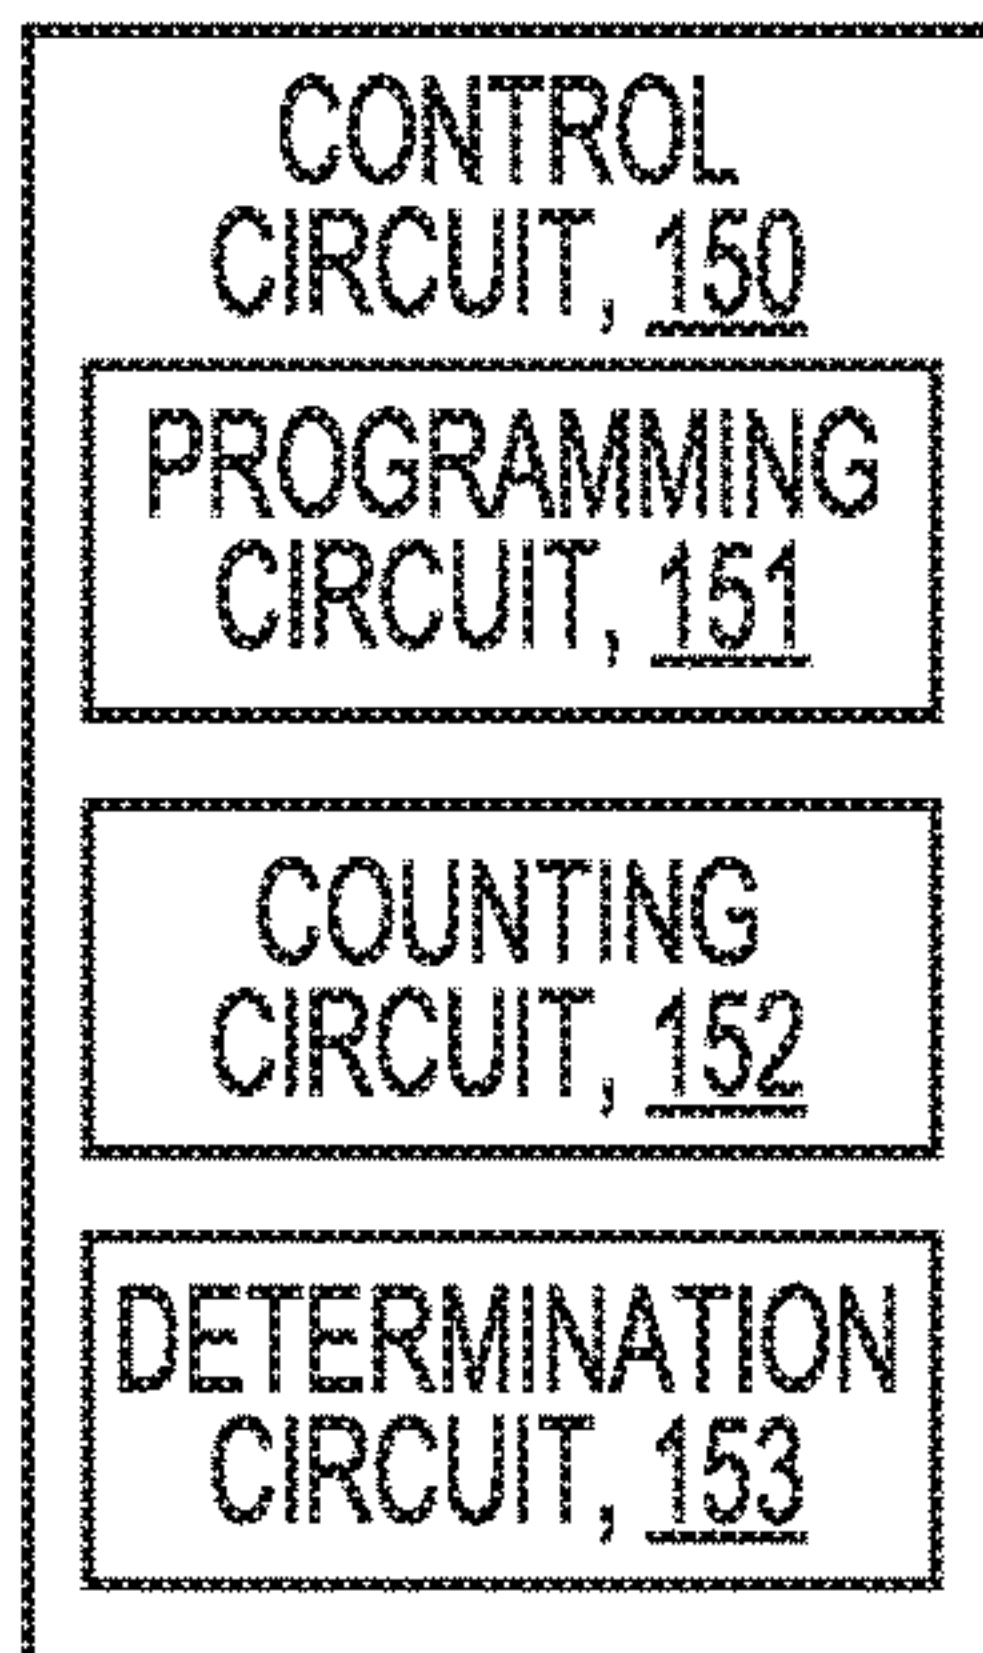 CONTROL
CIRCUIT, 150
PROGRAMMING
CIRCUIT, 151
COUNTING
CIRCUIT, 152
DETERMINATION
CIRCUIT, 153